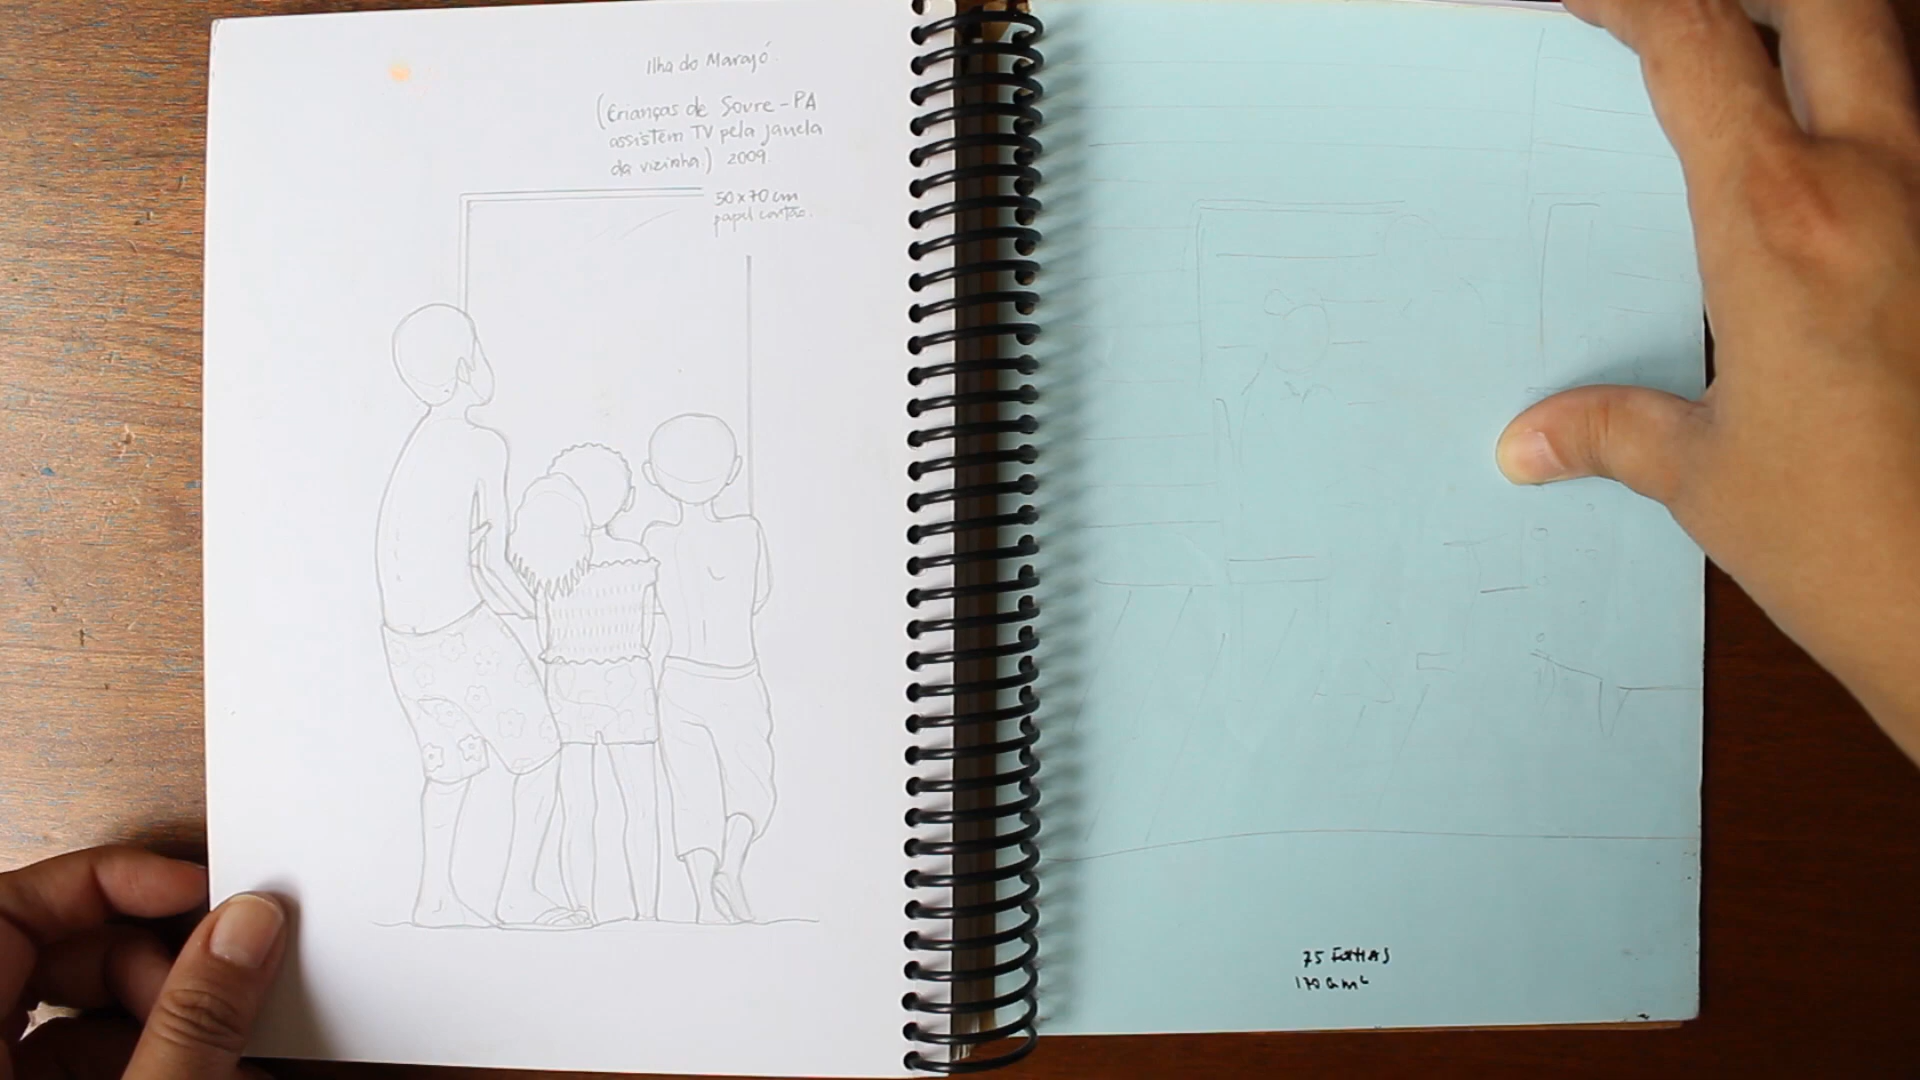 Ilha do Marajó.
(Crianças de Soure - PA
assistem TV pela janela
da vizinha.) 2009.
50 x 70 cm
papel cartão.
75 FOLHAS
170 G m²